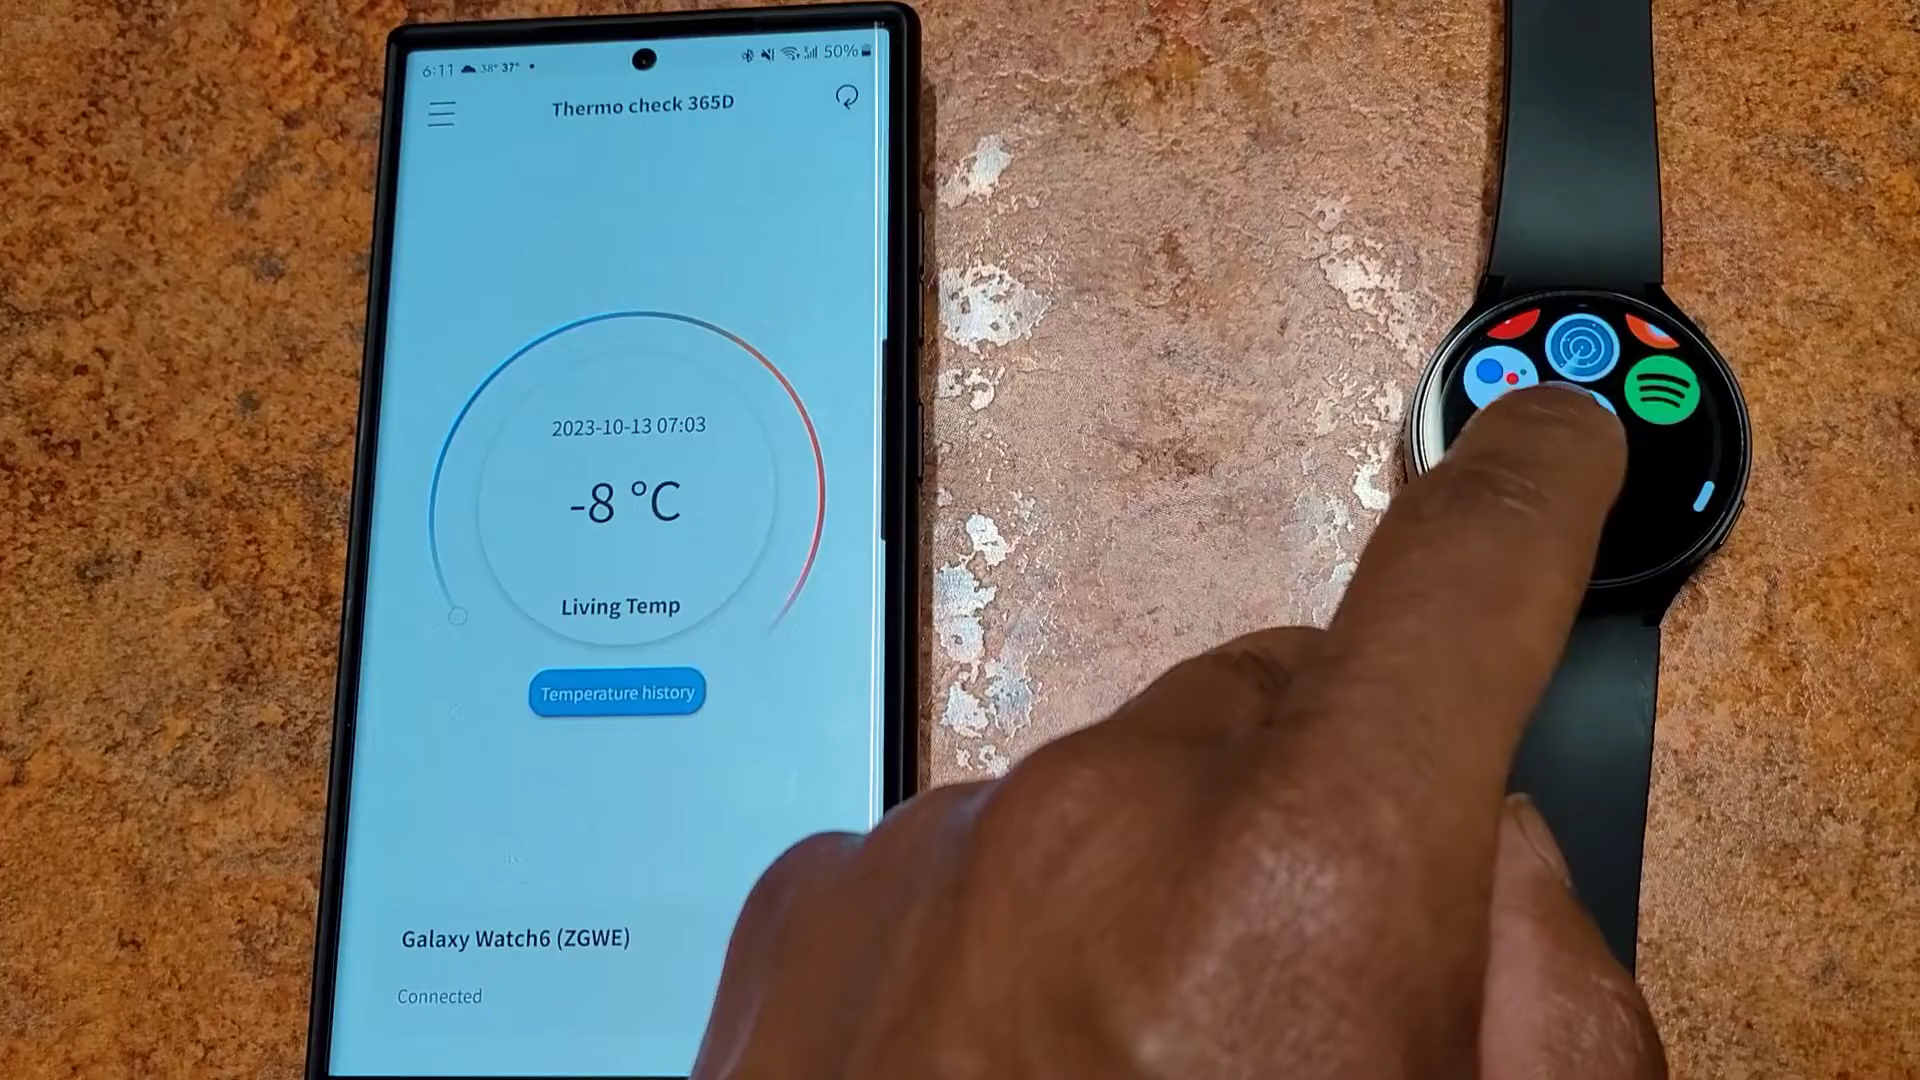 6:11 38° 37° • 50%
Thermo check 365D
2023-10-13 07:03
-8 °C
Living Temp
Temperature history
Galaxy Watch6 (ZGWE)
Connected